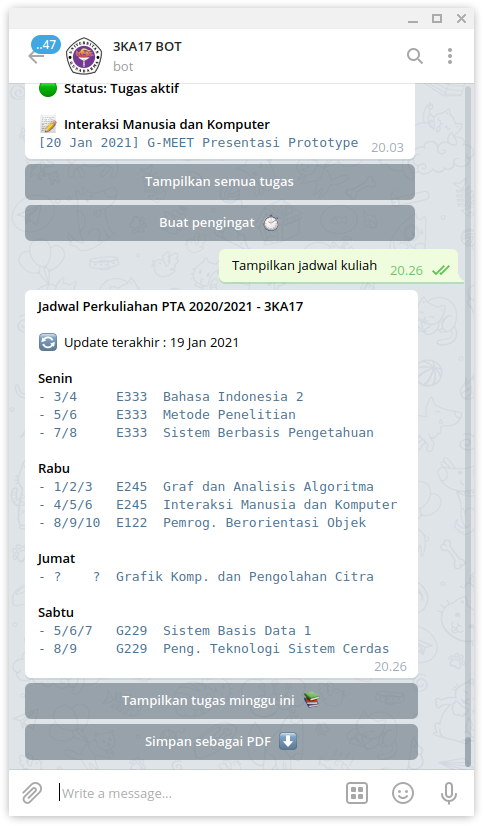 ..47
3KA17 BOT
bot
Status: Tugas aktif
Interaksi Manusia dan Komputer
[20 Jan 2021] G-MEET Presentasi Prototype 20.03
Tampilkan semua tugas
Buat pengingat
Tampilkan jadwal kuliah 20.26
Jadwal Perkuliahan PTA 2020/2021 - 3KA17
Update terakhir : 19 Jan 2021
Senin
- 3/4 E333 Bahasa Indonesia 2
- 5/6 E333 Metode Penelitian
- 7/8 E333 Sistem Berbasis Pengetahuan
Rabu
- 1/2/3 E245 Graf dan Analisis Algoritma
- 4/5/6 E245 Interaksi Manusia dan Komputer
- 8/9/10 E122 Pemrog. Berorientasi Objek
Jumat
- ? ? Grafik Komp. dan Pengolahan Citra
Sabtu
- 5/6/7 G229 Sistem Basis Data 1
- 8/9 G229 Peng. Teknologi Sistem Cerdas
20.26
Tampilkan tugas minggu ini
Simpan sebagai PDF
Write a message...